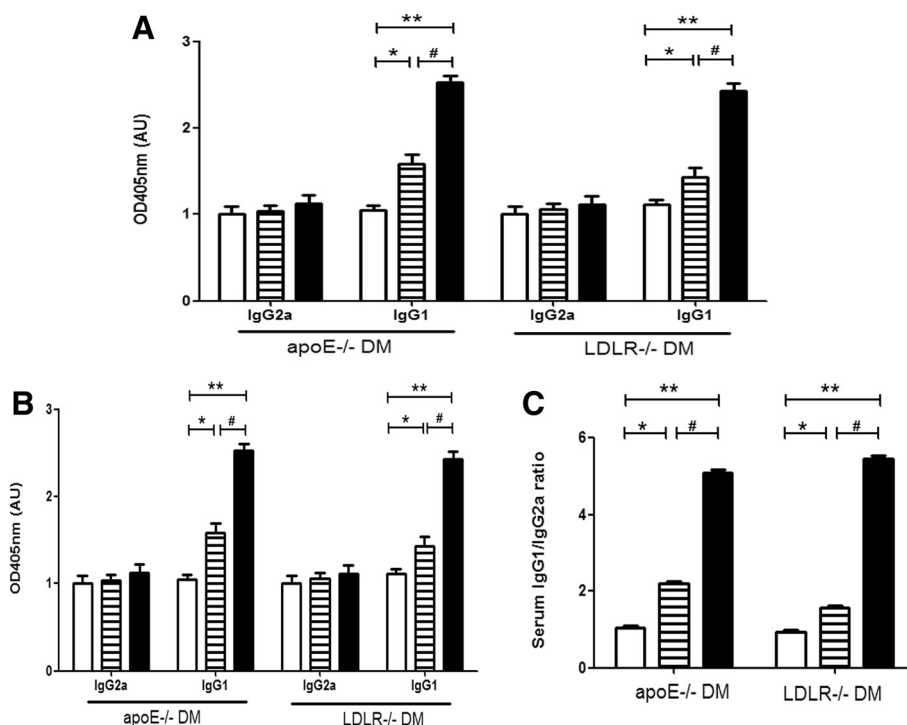 A
** **
* # * #
3
2
1
0
OD405nm (AU)
IgG2a IgG1 IgG2a IgG1
apoE-/- DM LDLR-/- DM
B
** **
* # * #
3
2
1
0
OD405nm (AU)
IgG2a IgG1 IgG2a IgG1
apoE-/- DM LDLR-/- DM
C
** **
* # * #
6
4
2
0
Serum IgG1/IgG2a ratio
apoE-/- DM LDLR-/- DM